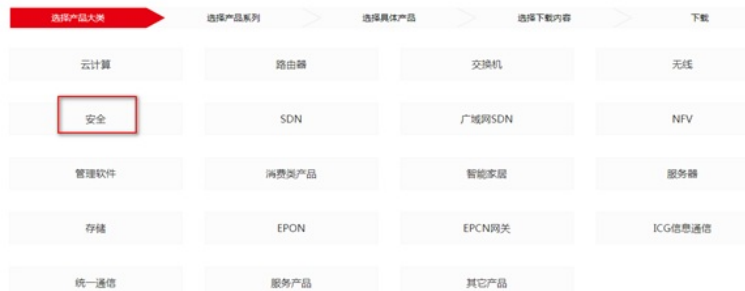 选择产品大类 选择产品系列 选择具体产品 选择下载内容 下载
云计算 路由器 交换机 无线
安全 SDN 广域网SDN NFV
管理软件 消费类产品 智能家居 服务器
存储 EPON EPCN网关 ICG信息通信
统一通信 服务产品 其它产品